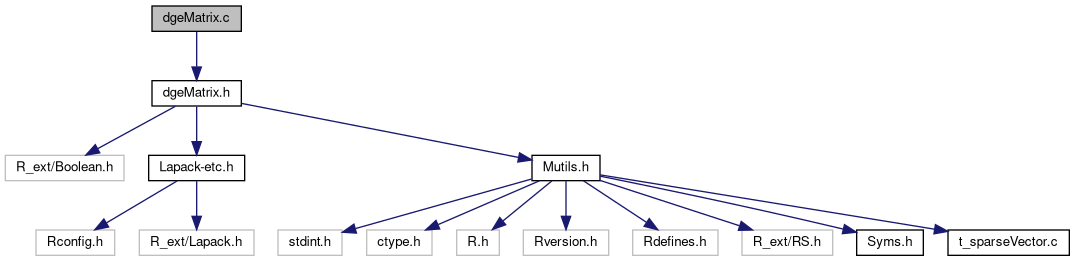 dgeMatrix.c
dgeMatrix.h
R_ext/Boolean.h
Lapack-etc.h
Mutils.h
Rconfig.h
R_ext/Lapack.h
stdint.h
ctype.h
R.h
Rversion.h
Rdefines.h
R_ext/RS.h
Syms.h
t_sparseVector.c